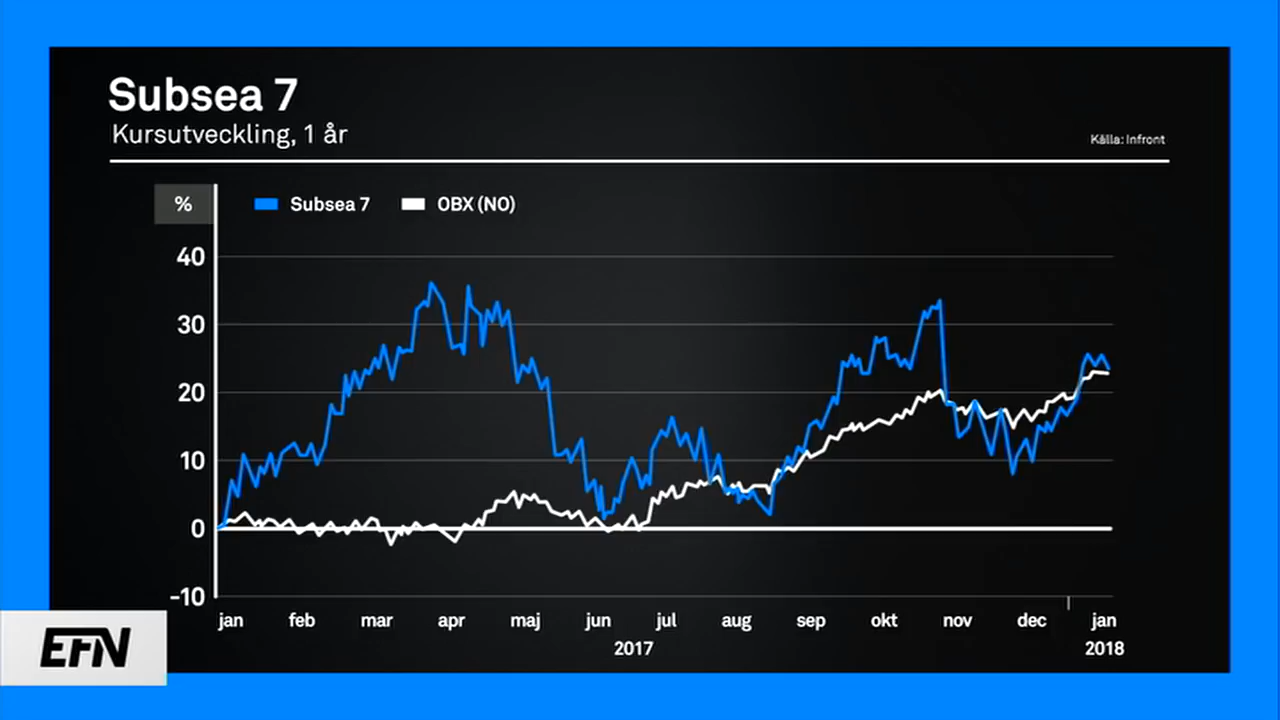 Subsea 7
Kursutveckling, 1 år
Källa: Infront
%
Subsea 7
OBX (NO)
40
30
20
10
0
-10
jan feb mar apr maj jun jul aug sep okt nov dec jan
2017 2018
EFN